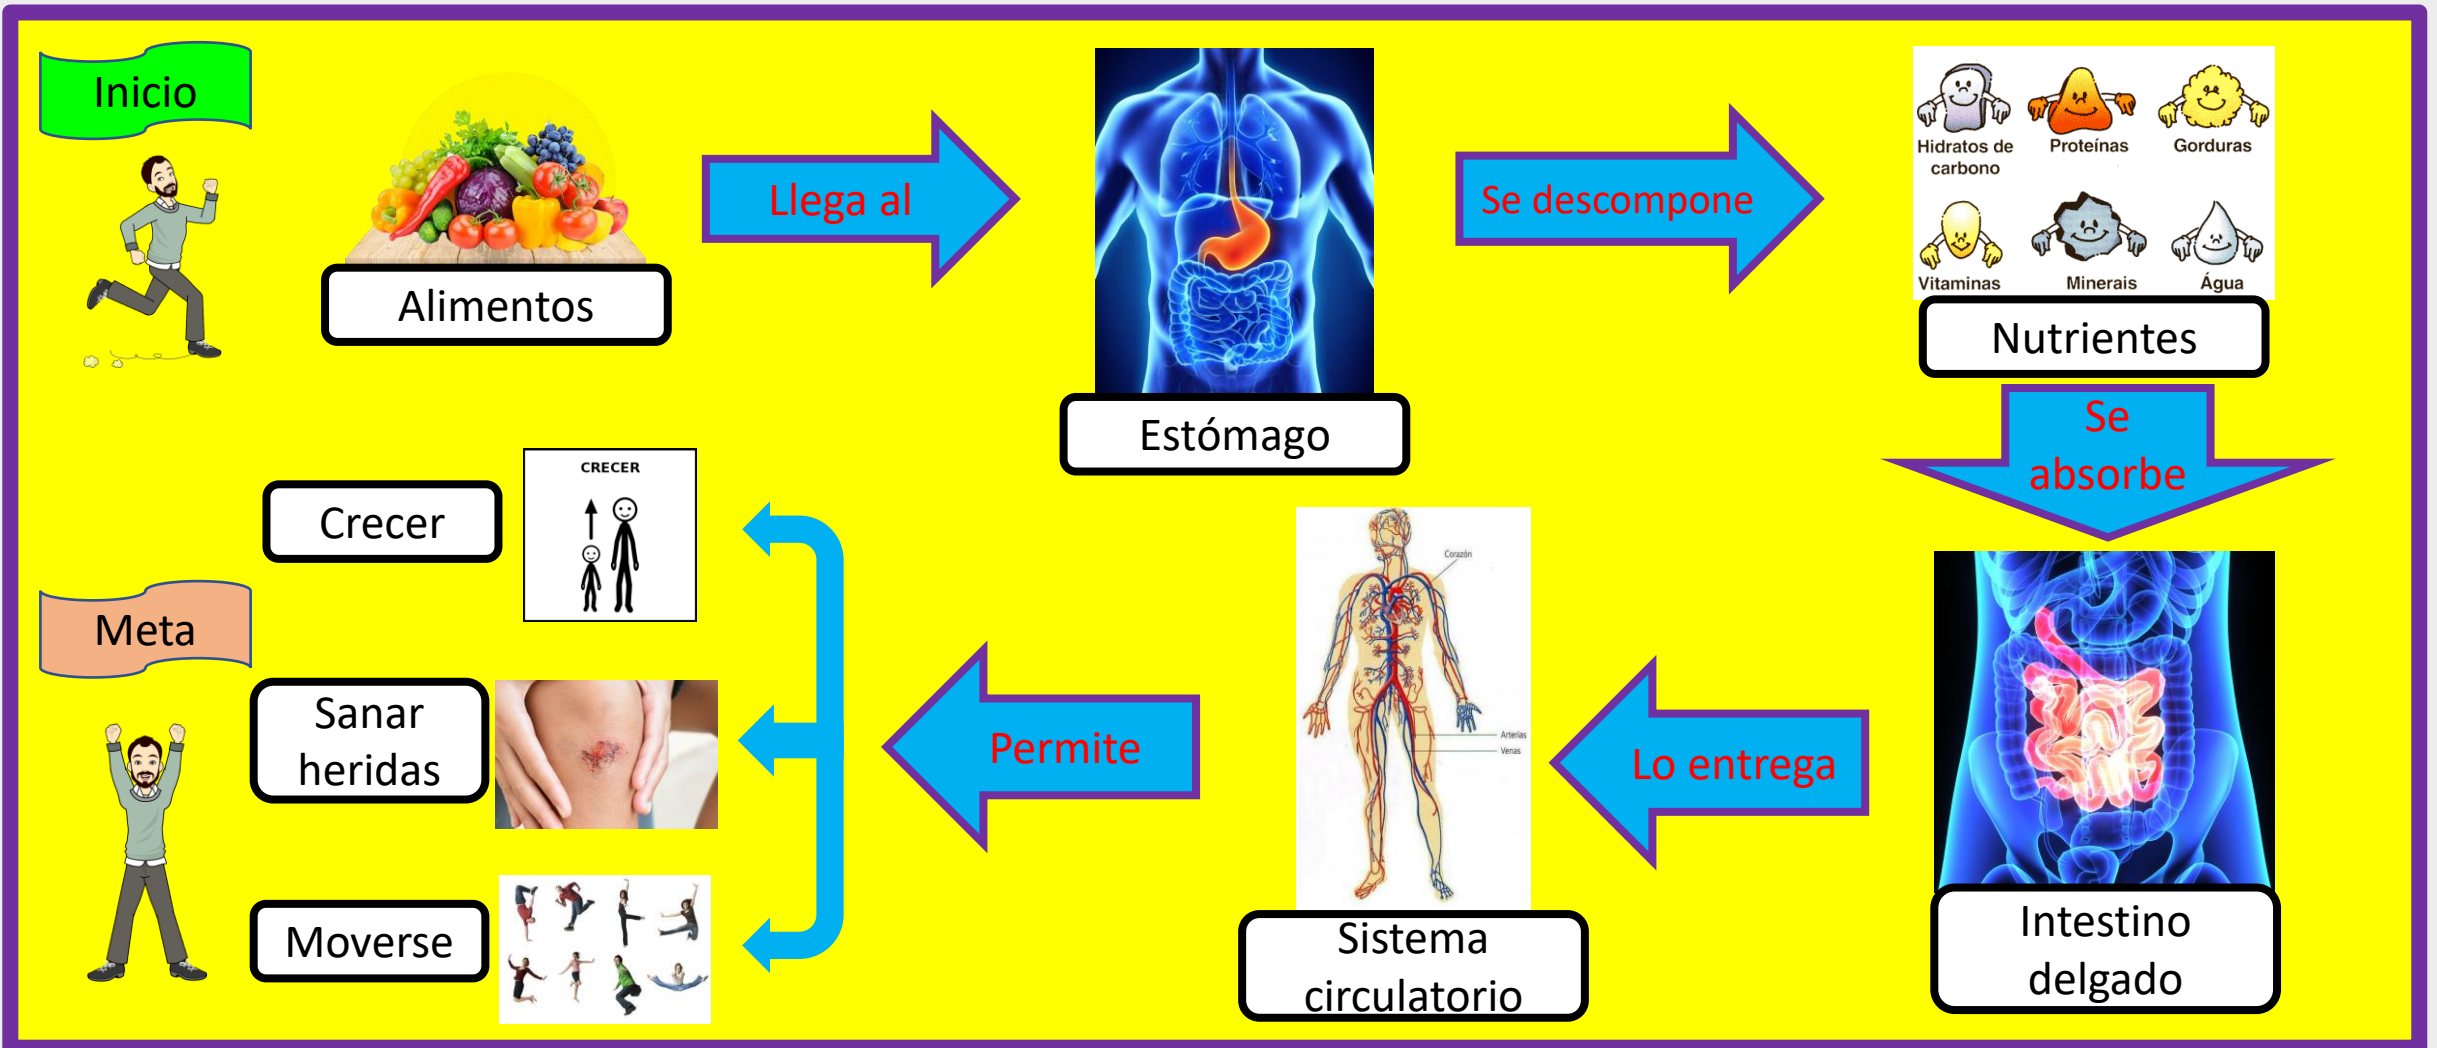 Inicio
Alimentos
Llega al
Estómago
Se descompone
Hidratos de
carbono
Proteínas
Gorduras
Vitaminas
Minerais
Água
Nutrientes
Se
absorbe
Intestino
delgado
Lo entrega
Corazón
Arterias
Venas
Sistema
circulatorio
Permite
CRECER
Crecer
Meta
Sanar
heridas
Moverse